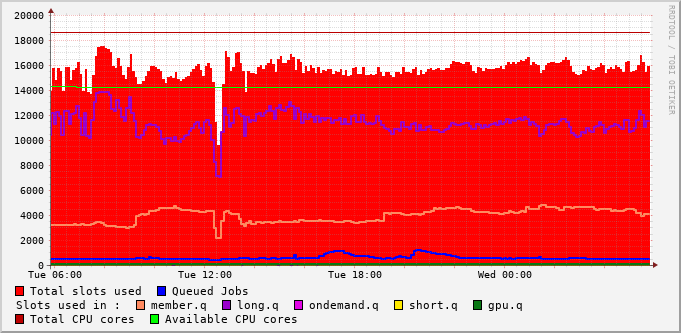 20000
18000
16000
14000
12000
10000
8000
6000
4000
2000
0
Tue 06:00 Tue 12:00 Tue 18:00 Wed 00:00
RRDTOOL / TOBI OETIKER
Total slots used Queued Jobs
Slots used in : member.q long.q ondemand.q short.q gpu.q
Total CPU cores Available CPU cores